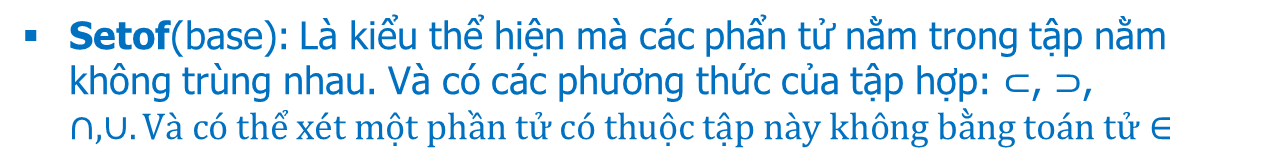 ▪ Setof(base): Là kiểu thể hiện mà các phẩn tử nằm trong tập nằm
không trùng nhau. Và có các phương thức của tập hợp: ⊂, ⊃,
∩,∪. Và có thể xét một phần tử có thuộc tập này không bằng toán tử ∈